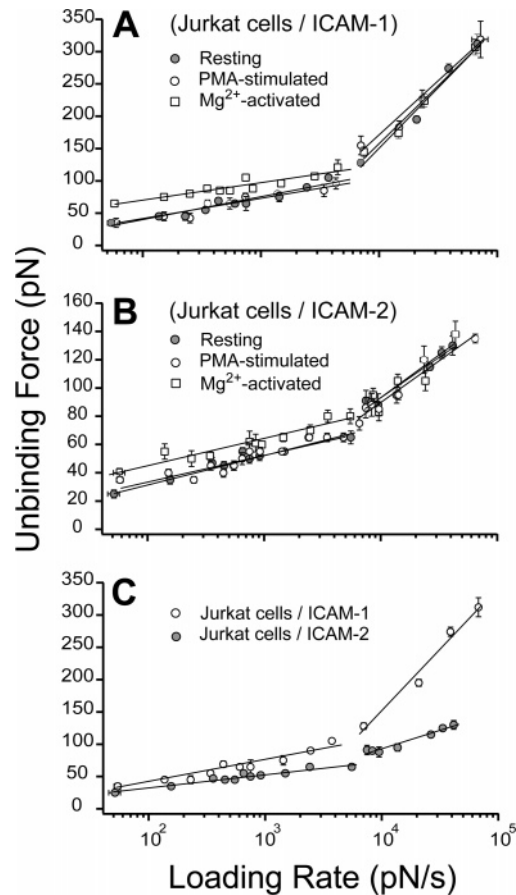 A
(Jurkat cells / ICAM-1)
Resting
PMA-stimulated
Mg²⁺-activated
350
300
250
200
150
100
50
0
B
(Jurkat cells / ICAM-2)
Resting
PMA-stimulated
Mg²⁺-activated
160
140
120
100
80
60
40
20
0
Unbinding Force (pN)
C
Jurkat cells / ICAM-1
Jurkat cells / ICAM-2
350
300
250
200
150
100
50
0
10² 10³ 10⁴ 10⁵
Loading Rate (pN/s)